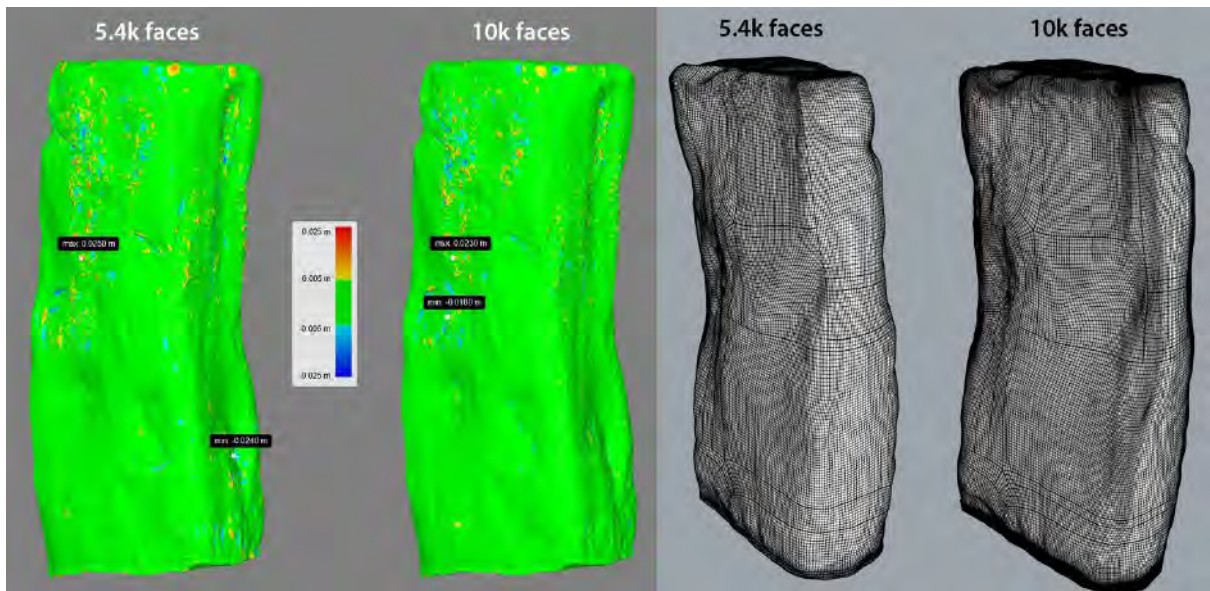 5.4k faces
10k faces
5.4k faces
10k faces
max: 0.0250 m
min: -0.0240 m
0.025 m
0.005 m
-0.005 m
-0.025 m
max: 0.0230 m
min: -0.0160 m